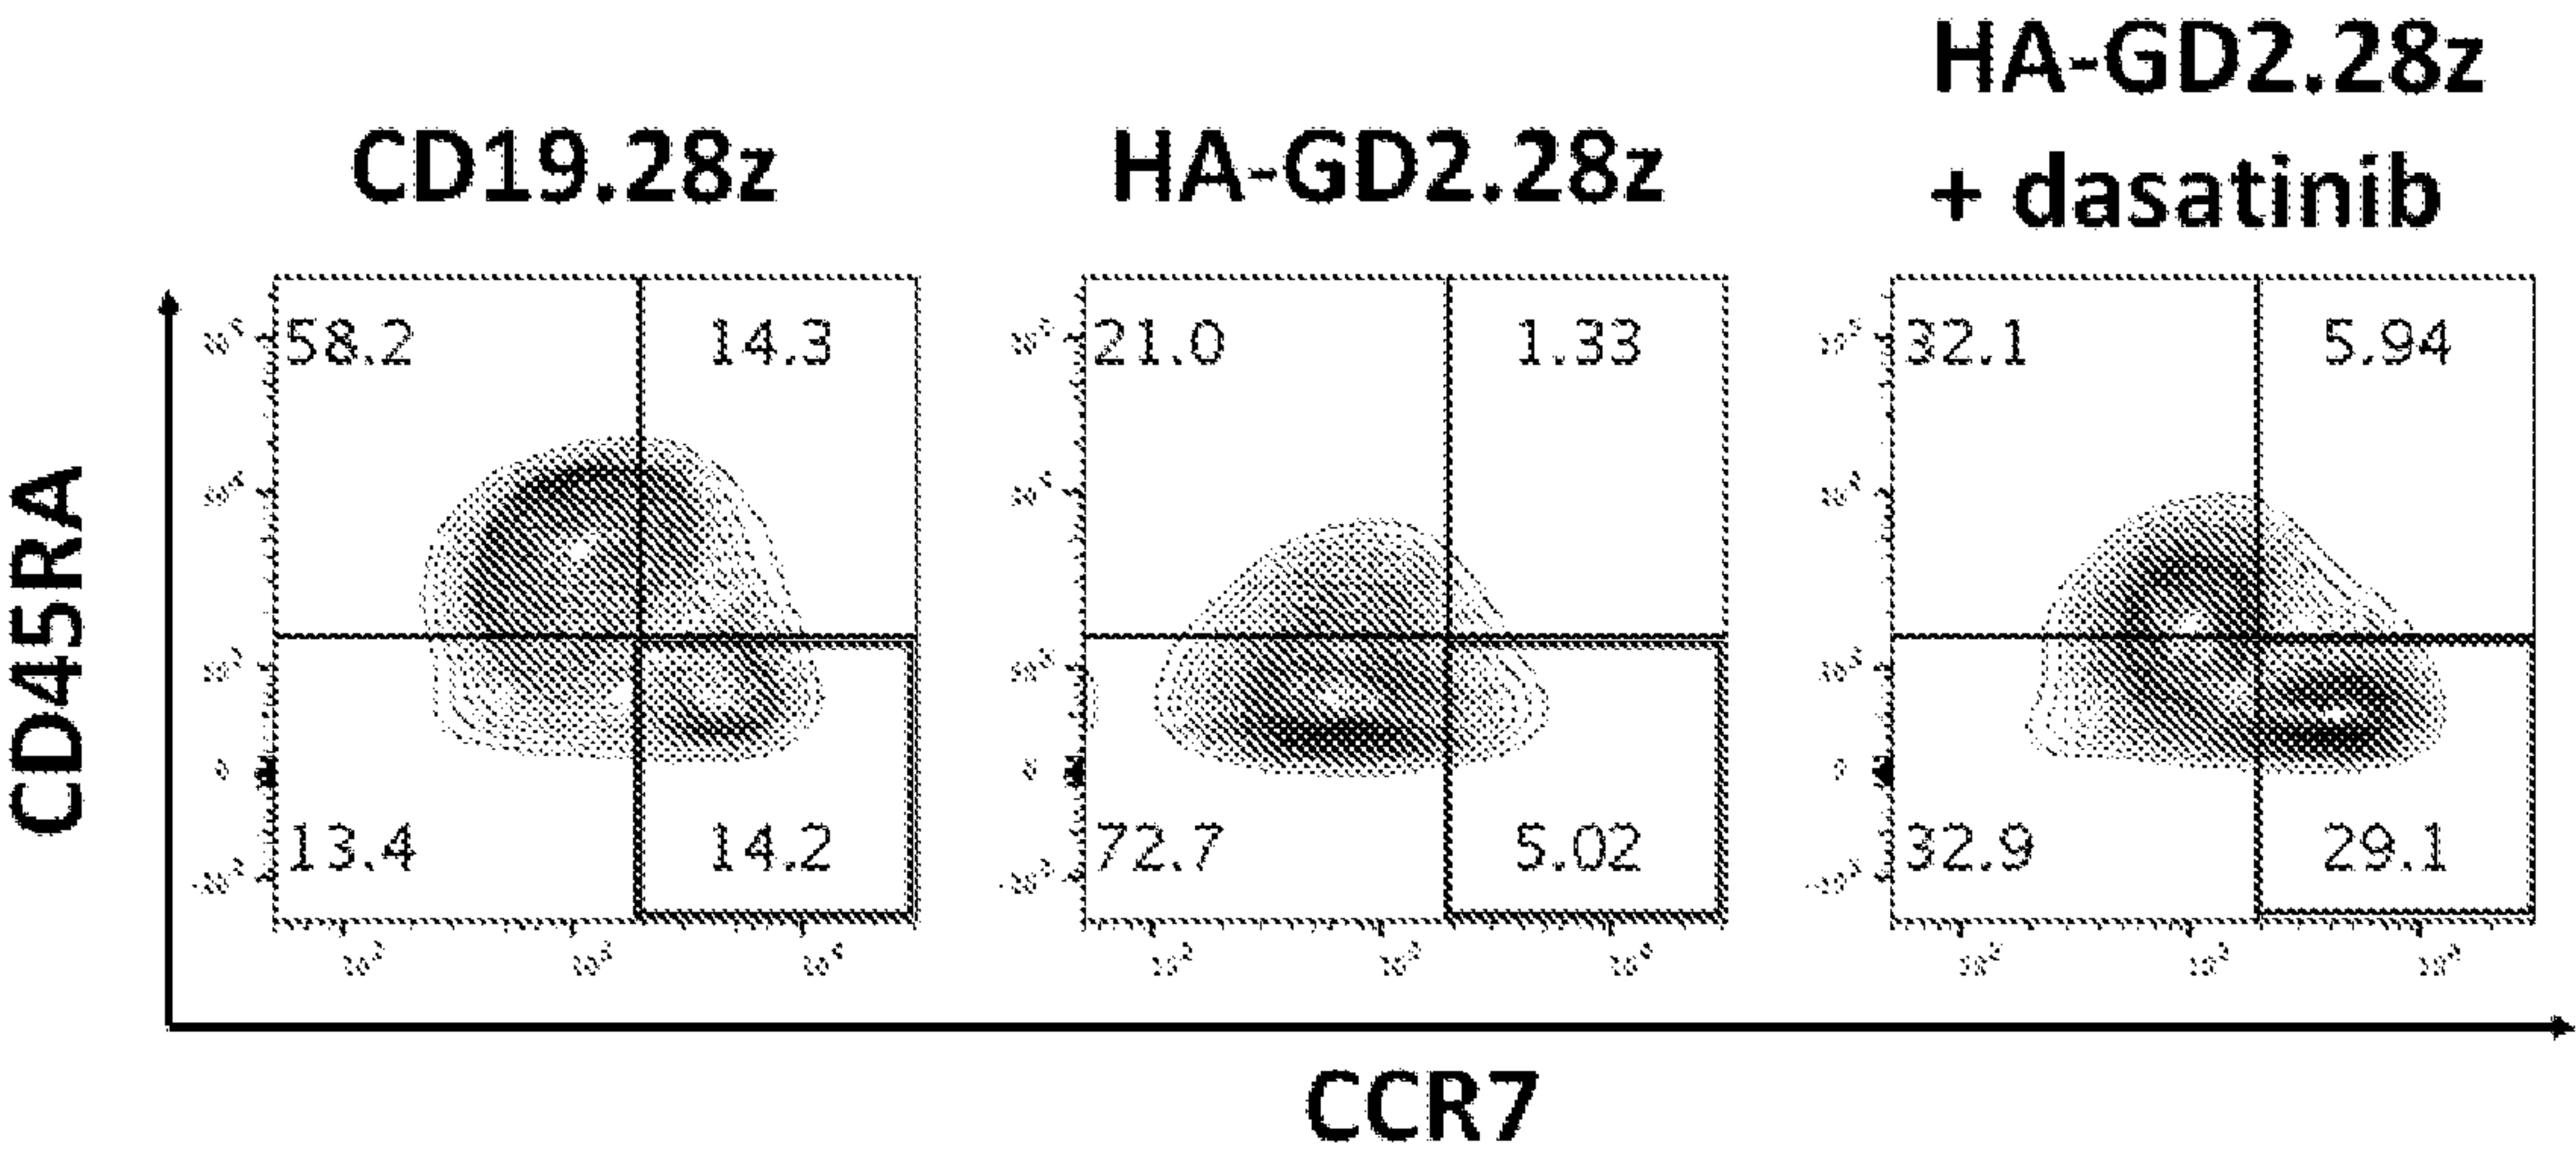 HA-GD2.28z
CD19.28z HA-GD2.28z + dasatinib
58.2 14.3 21.0 1.33 32.1 5.94
CD45RA
13.4 14.2 72.7 5.02 32.9 29.1
CCR7